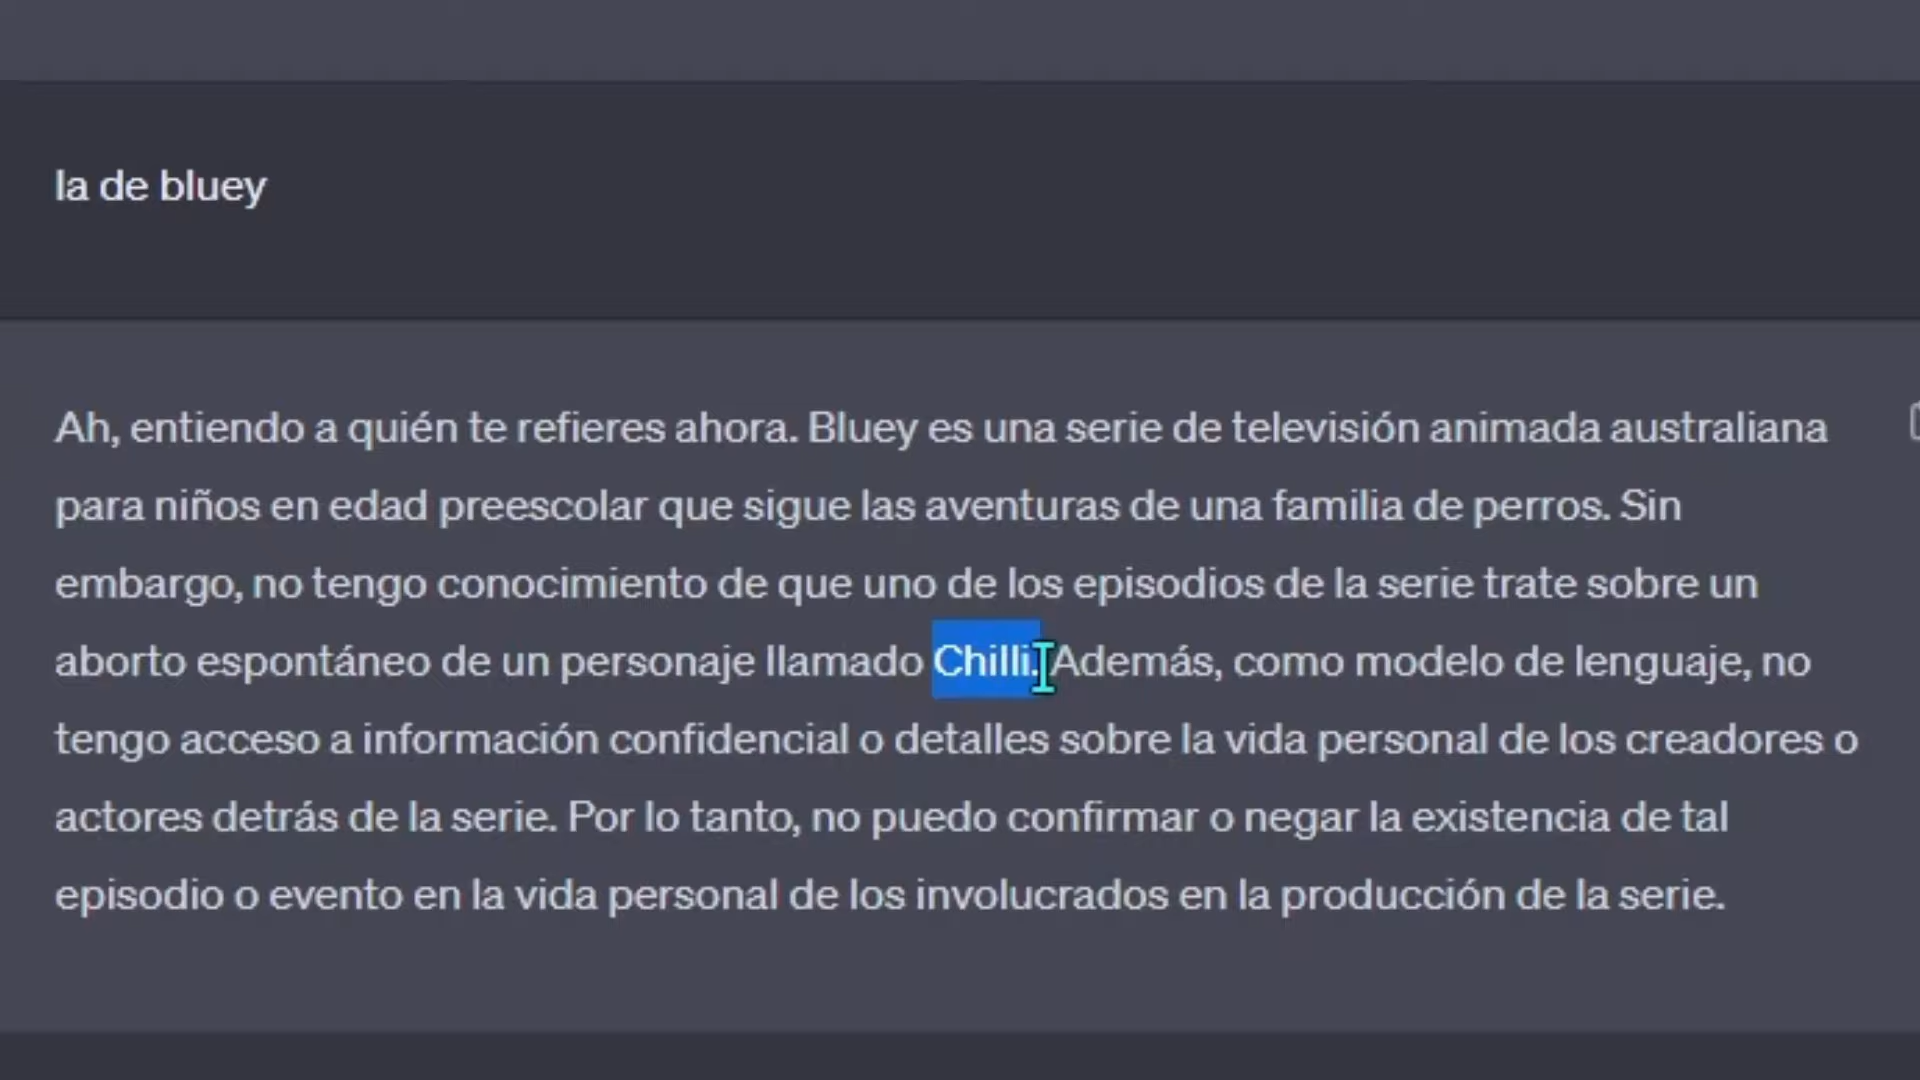 la de bluey
Ah, entiendo a quién te refieres ahora. Bluey es una serie de televisión animada australiana
para niños en edad preescolar que sigue las aventuras de una familia de perros. Sin
embargo, no tengo conocimiento de que uno de los episodios de la serie trate sobre un
aborto espontáneo de un personaje llamado Chilli. Además, como modelo de lenguaje, no
tengo acceso a información confidencial o detalles sobre la vida personal de los creadores o
actores detrás de la serie. Por lo tanto, no puedo confirmar o negar la existencia de tal
episodio o evento en la vida personal de los involucrados en la producción de la serie.